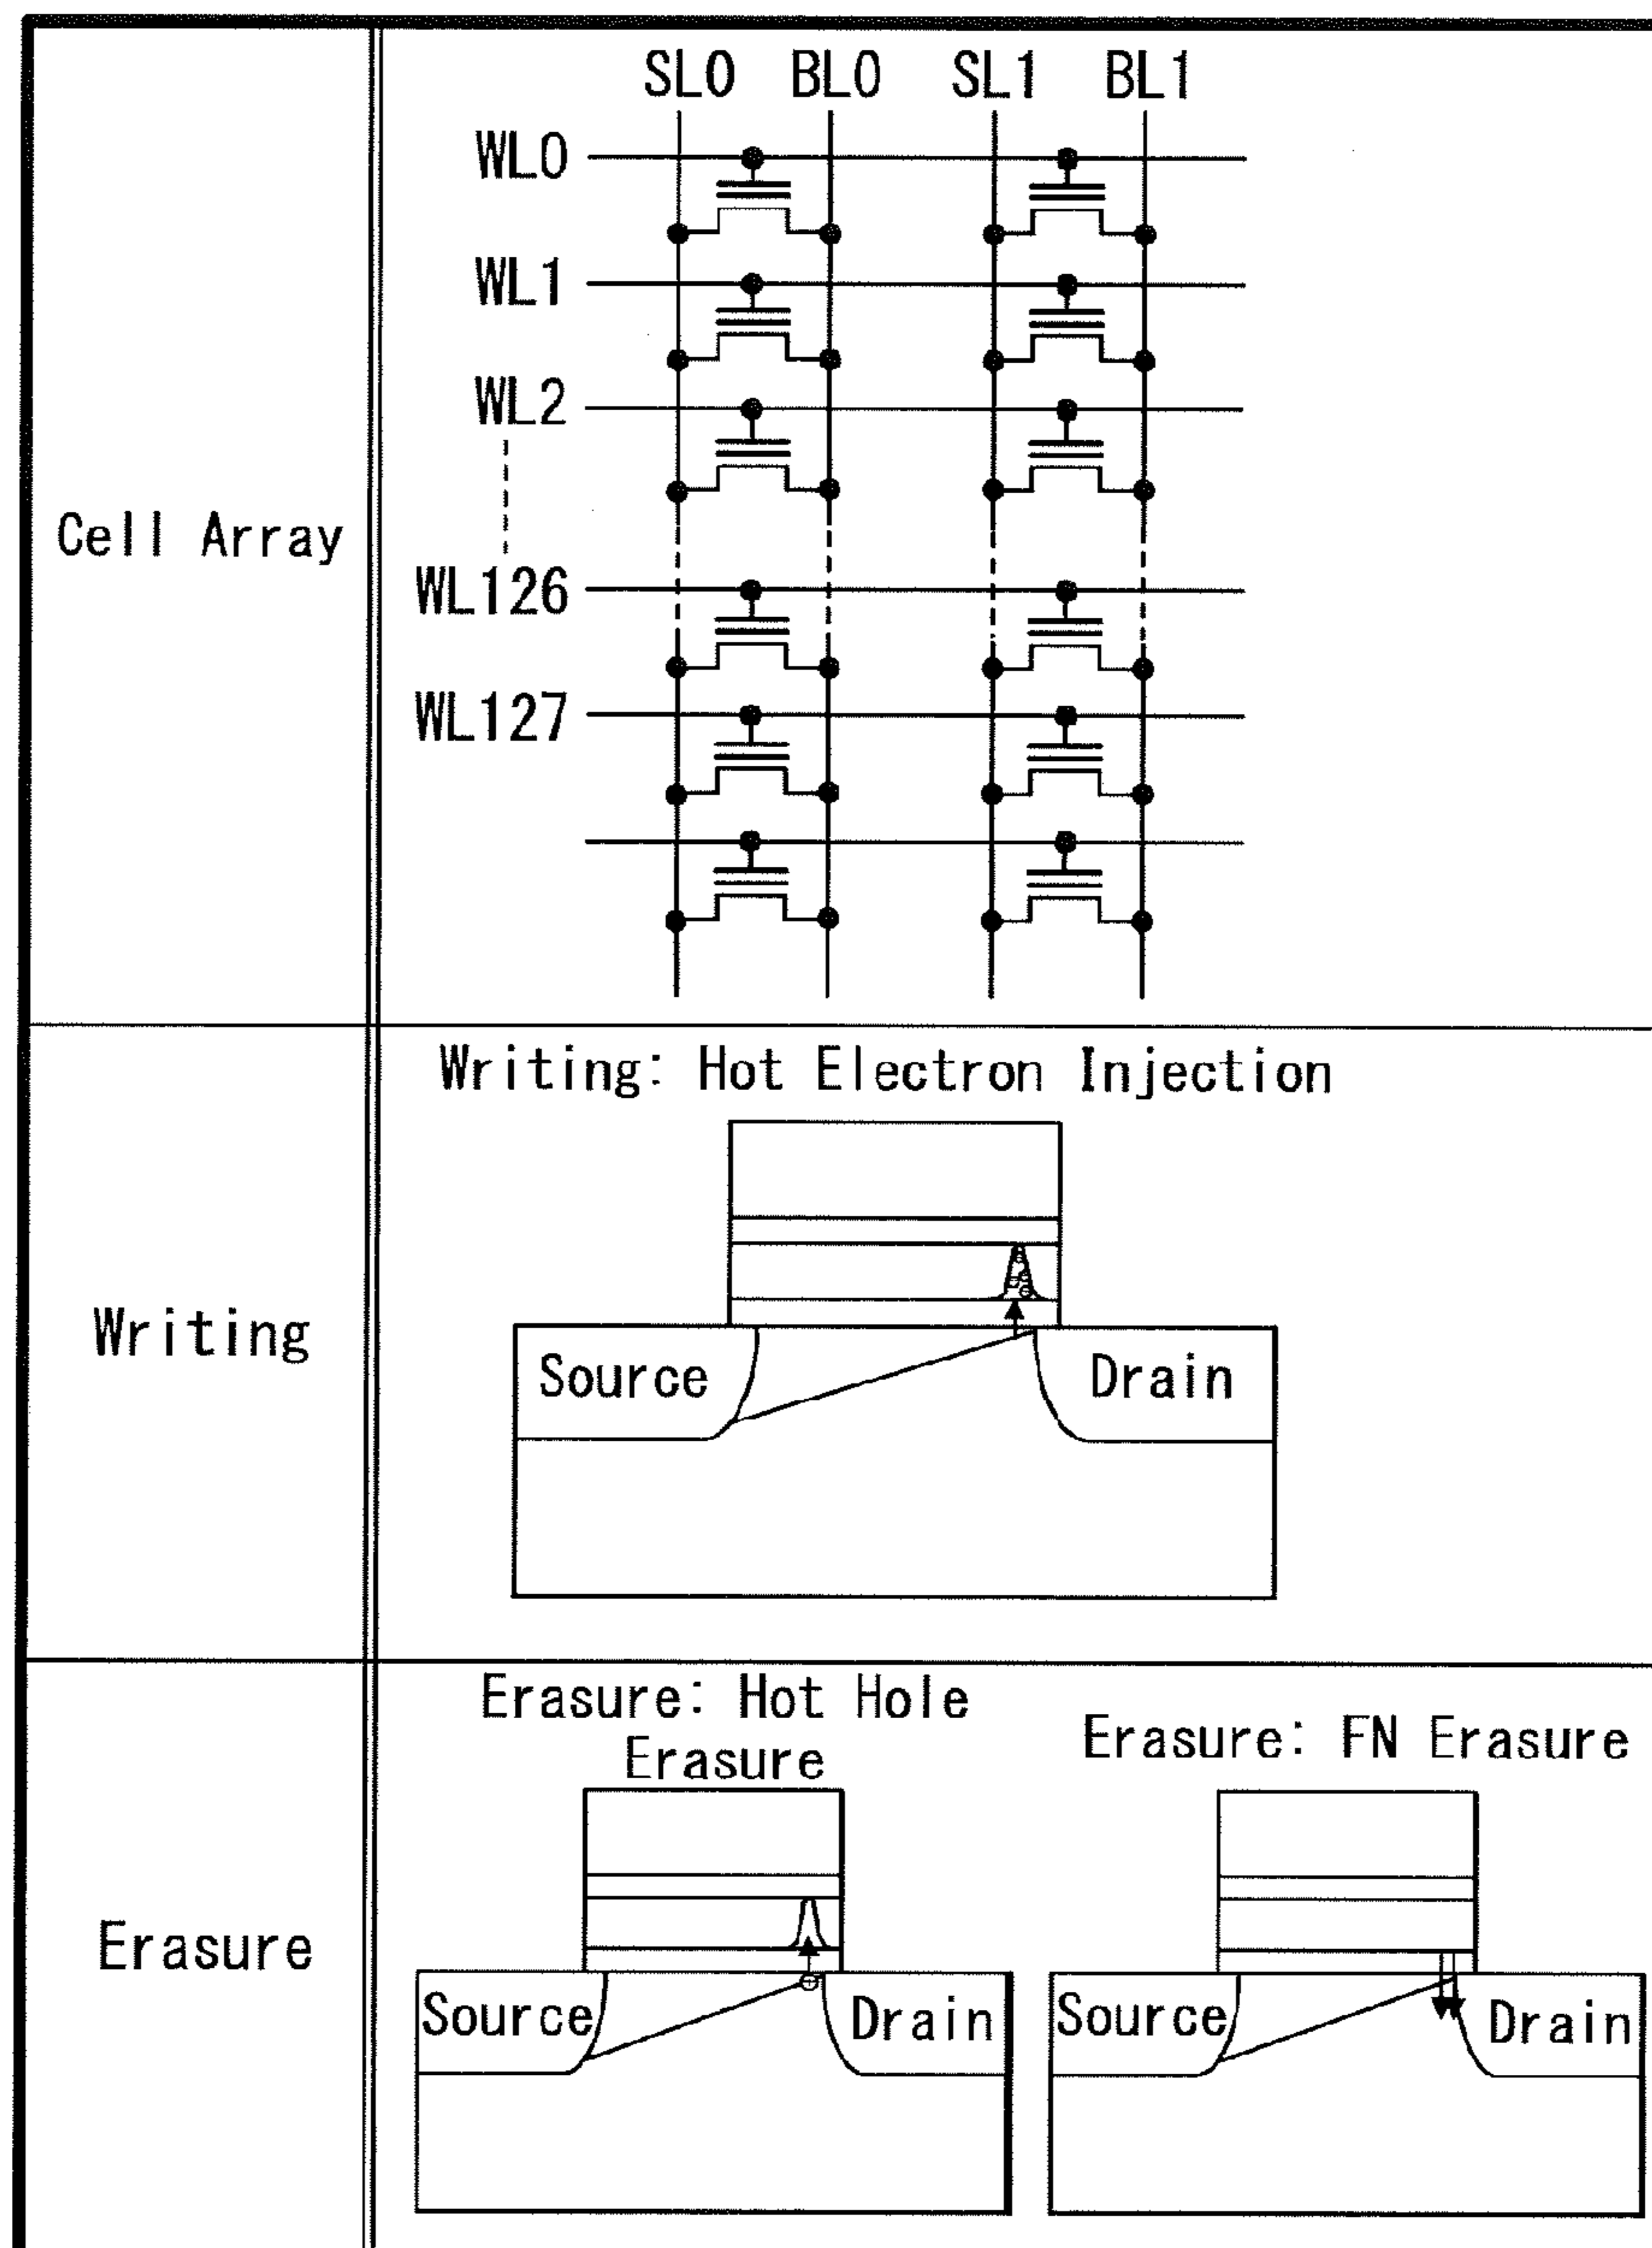 SL0 BL0 SL1 BL1
WL0
WL1
WL2
Cell Array
WL126
WL127
Writing: Hot Electron Injection
Writing
Source
Drain
Erasure: Hot Hole
Erasure
Erasure: FN Erasure
Erasure
Source
Drain
Source
Drain